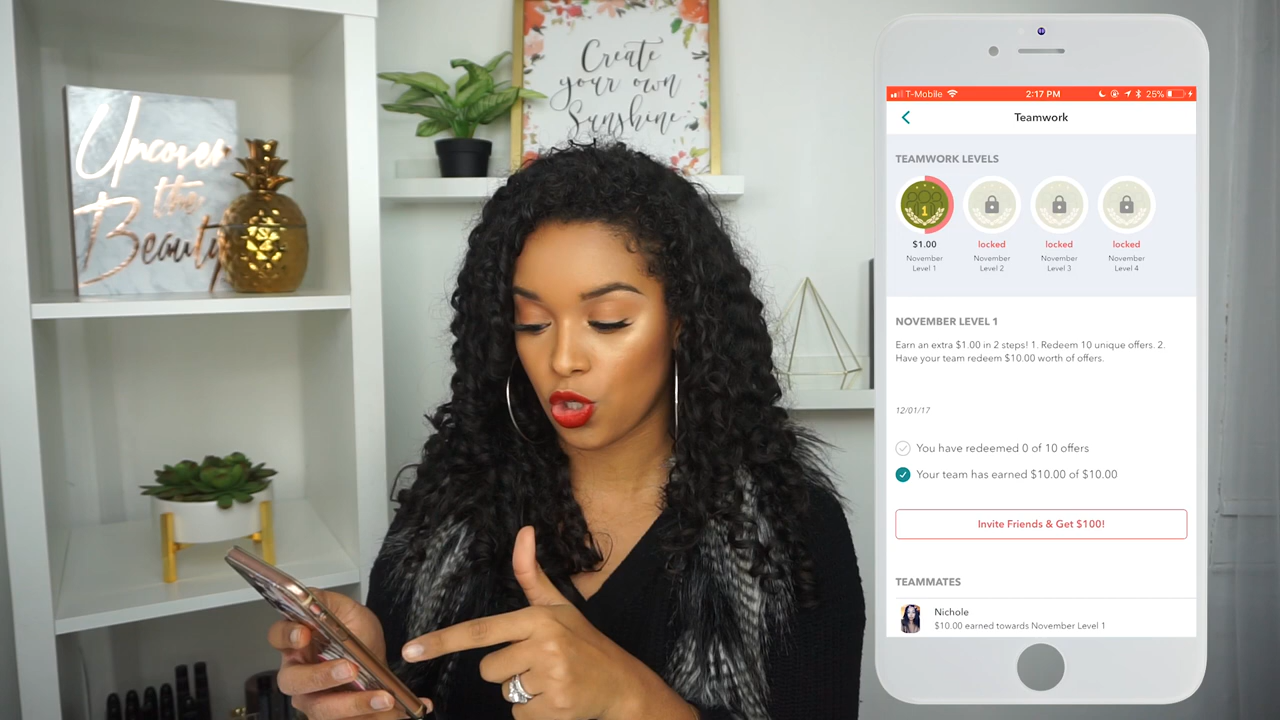 Uncover
the
Beauty
Create
your own
Sunshine
T-Mobile 2:17 PM 25%
Teamwork
TEAMWORK LEVELS
1
$1.00 locked locked locked
November November November November
Level 1 Level 2 Level 3 Level 4
NOVEMBER LEVEL 1
Earn an extra $1.00 in 2 steps! 1. Redeem 10 unique offers. 2.
Have your team redeem $10.00 worth of offers.
12/01/17
You have redeemed 0 of 10 offers
Your team has earned $10.00 of $10.00
Invite Friends & Get $100!
TEAMMATES
Nichole
$10.00 earned towards November Level 1